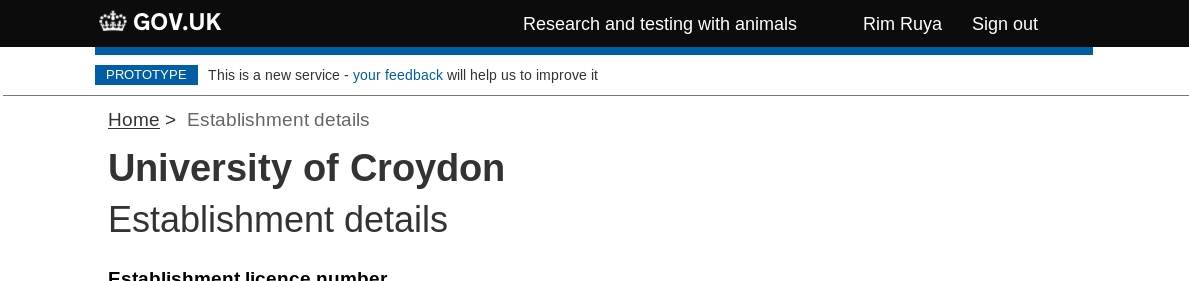 GOV.UK Research and testing with animals Rim Ruya Sign out
PROTOTYPE This is a new service - your feedback will help us to improve it
Home > Establishment details
University of Croydon
Establishment details
Establishment licence number